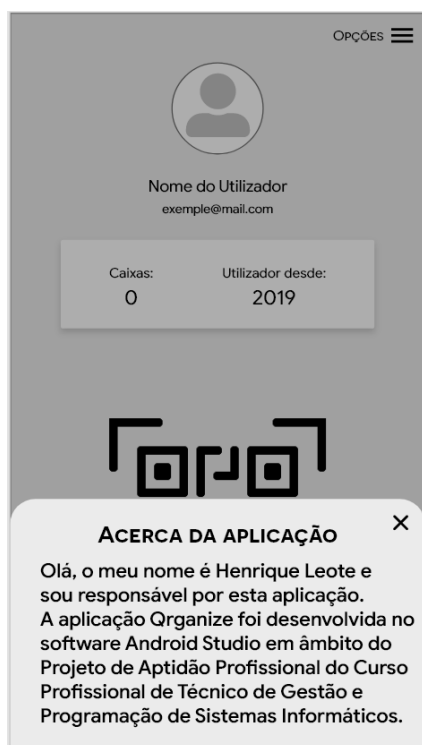 Opções
Nome do Utilizador
exemple@mail.com
Caixas: Utilizador desde:
0 2019
Acerca da aplicação
Olá, o meu nome é Henrique Leote e
sou responsável por esta aplicação.
A aplicação Qrganize foi desenvolvida no
software Android Studio em âmbito do
Projeto de Aptidão Profissional do Curso
Profissional de Técnico de Gestão e
Programação de Sistemas Informáticos.